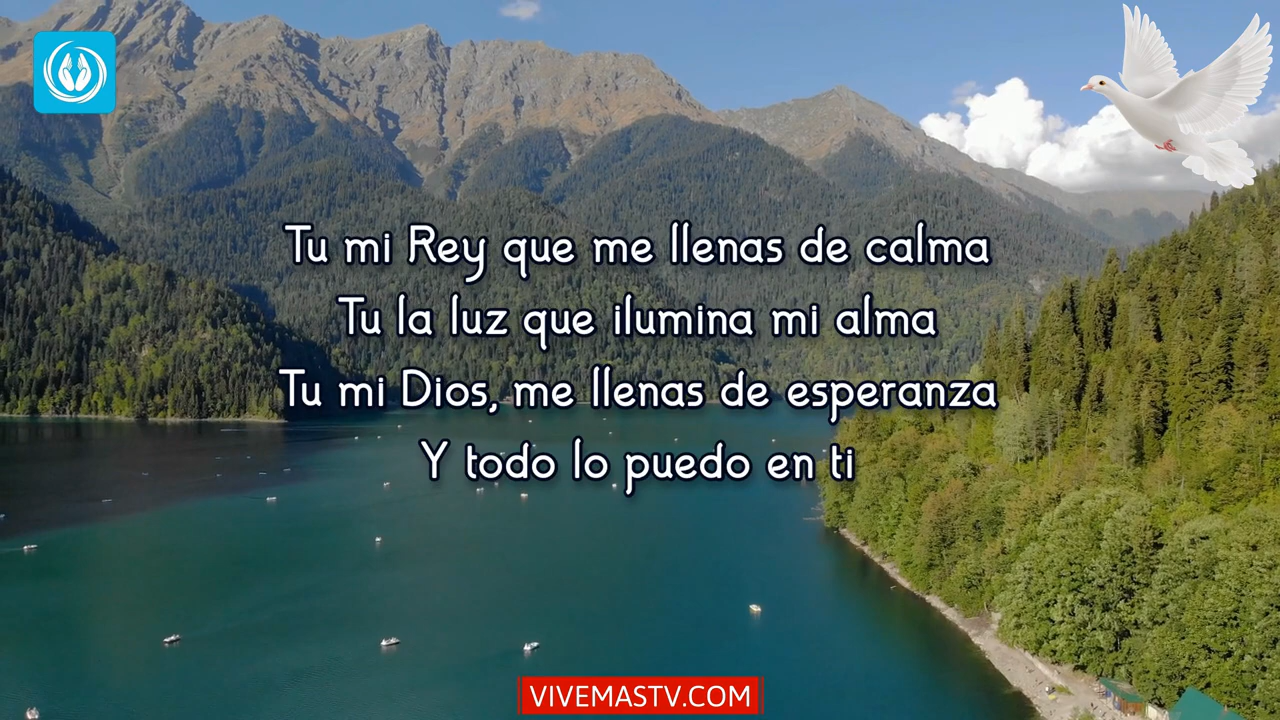 Tu mi Rey que me llenas de calma
Tu la luz que ilumina mi alma
Tu mi Dios, me llenas de esperanza
Y todo lo puedo en ti
VIVEMASTV.COM